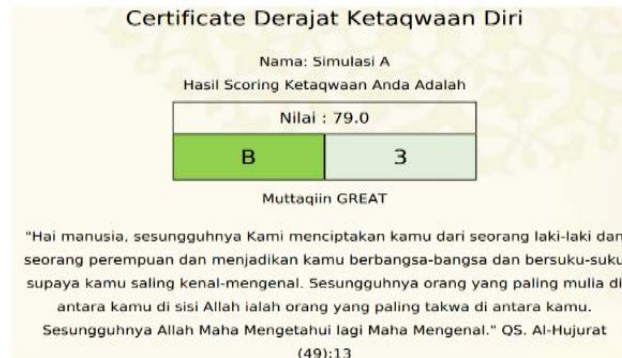 Certificate Derajat Ketaqwaan Diri
Nama: Simulasi A
Hasil Scoring Ketaqwaan Anda Adalah
Nilai : 79.0
B 3
Muttaqiin GREAT
"Hai manusia, sesungguhnya Kami menciptakan kamu dari seorang laki-laki dan
seorang perempuan dan menjadikan kamu berbangsa-bangsa dan bersuku-suku
supaya kamu saling kenal-mengenal. Sesungguhnya orang yang paling mulia di
antara kamu di sisi Allah ialah orang yang paling takwa di antara kamu.
Sesungguhnya Allah Maha Mengetahui lagi Maha Mengenal." QS. Al-Hujurat
(49):13